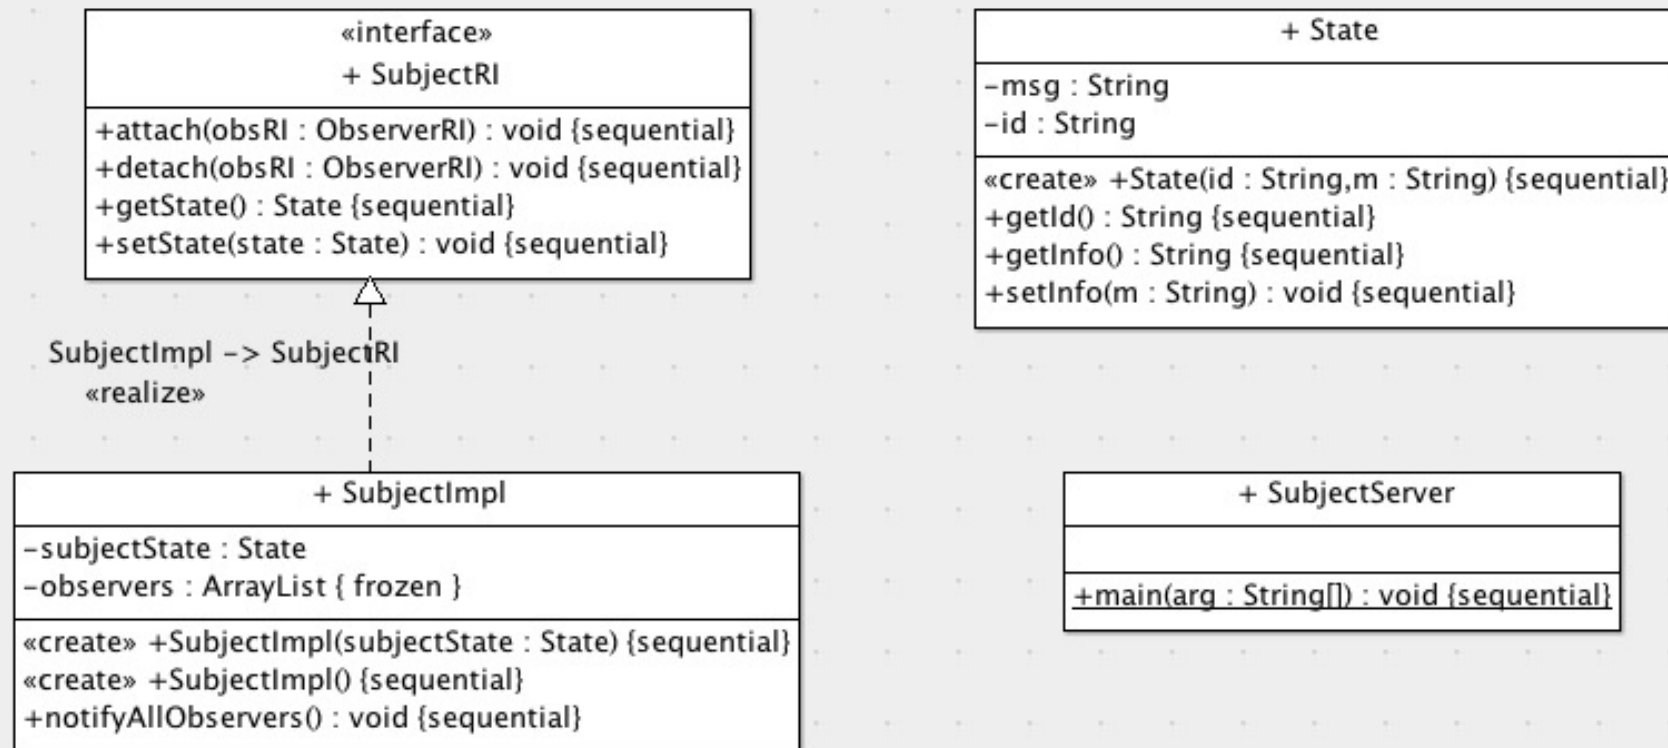 «interface»
+ SubjectRI
+attach(obsRI : ObserverRI) : void {sequential}
+detach(obsRI : ObserverRI) : void {sequential}
+getState() : State {sequential}
+setState(state : State) : void {sequential}
+ State
-msg : String
-id : String
«create» +State(id : String,m : String) {sequential}
+getId() : String {sequential}
+getInfo() : String {sequential}
+setInfo(m : String) : void {sequential}
SubjectImpl -> SubjectRI
«realize»
+ SubjectImpl
-subjectState : State
-observers : ArrayList { frozen }
«create» +SubjectImpl(subjectState : State) {sequential}
«create» +SubjectImpl() {sequential}
+notifyAllObservers() : void {sequential}
+ SubjectServer
+main(arg : String[]) : void {sequential}